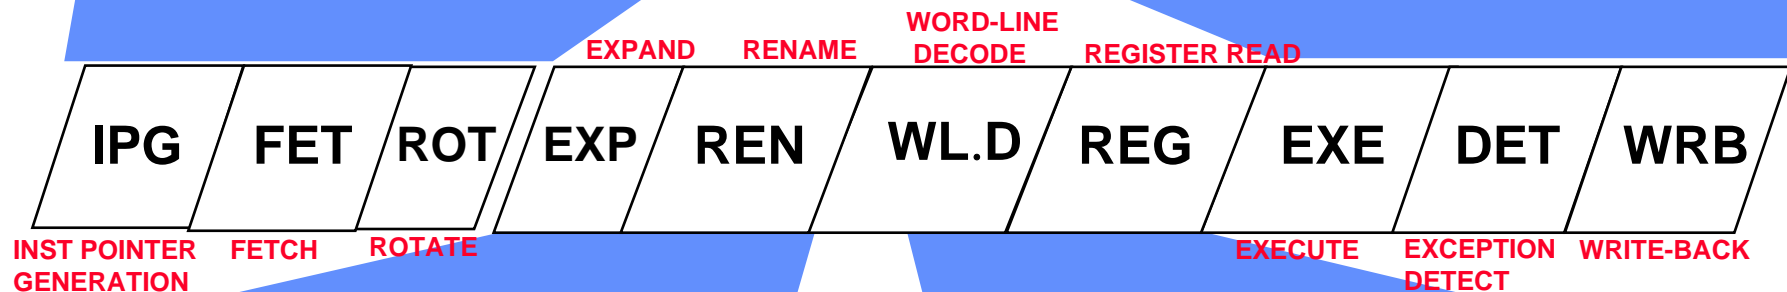 WORD-LINE
EXPAND RENAME DECODE REGISTER READ
IPG FET ROT EXP REN WL.D REG EXE DET WRB
INST POINTER GENERATION
FETCH
ROTATE
EXECUTE
EXCEPTION DETECT
WRITE-BACK